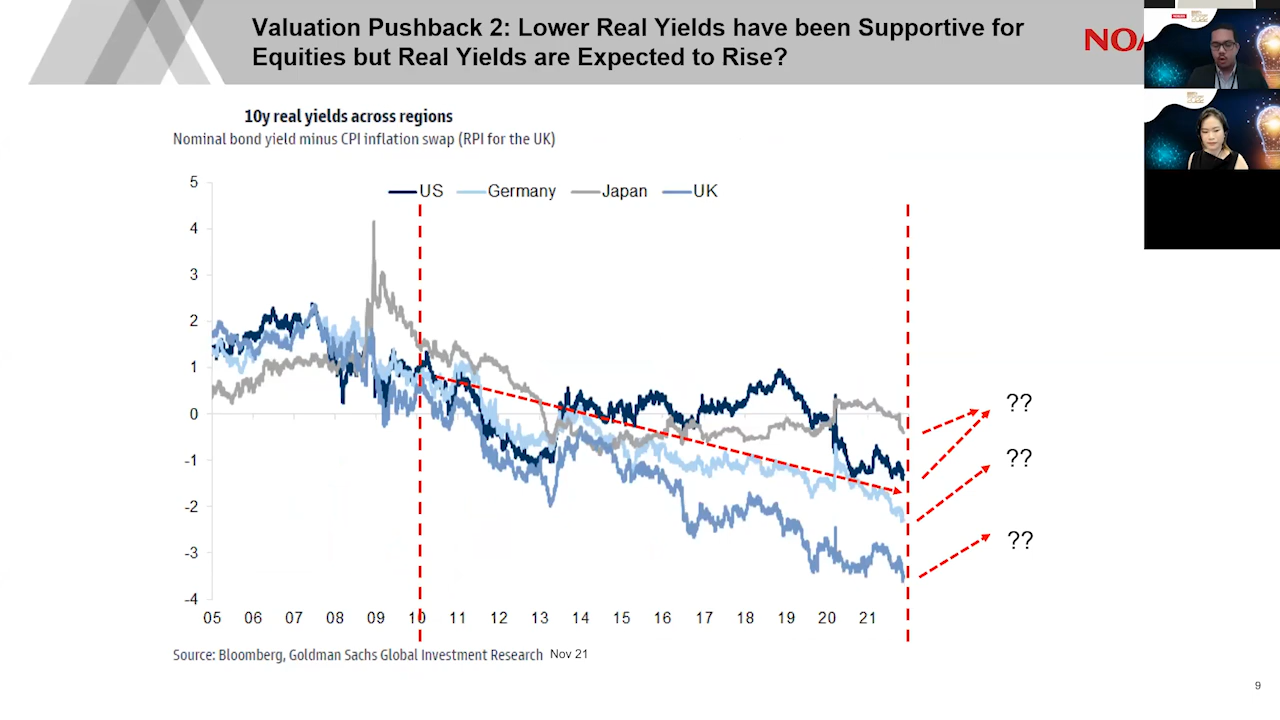 Valuation Pushback 2: Lower Real Yields have been Supportive for
Equities but Real Yields are Expected to Rise?
10y real yields across regions
Nominal bond yield minus CPI inflation swap (RPI for the UK)
US Germany Japan UK
5
4
3
2
1
0
-1
-2
-3
-4
05 06 07 08 09 10 11 12 13 14 15 16 17 18 19 20 21
??
??
??
Source: Bloomberg, Goldman Sachs Global Investment Research Nov 21
9